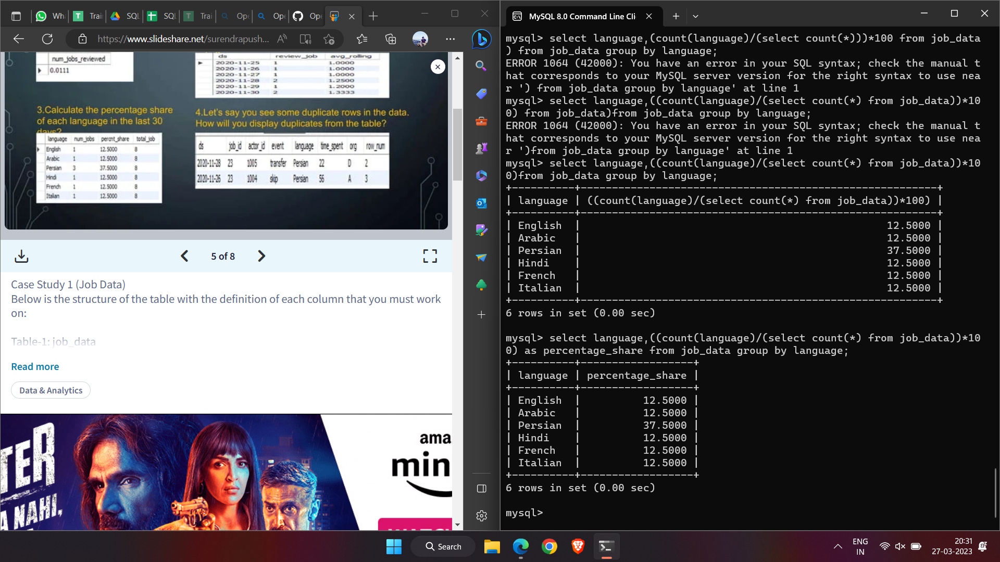 Wh
Trai
SQL
SQL
Trai
Ope
Ope
Ope
https://www.slideshare.net/surendrapush...
num_jobs_reviewed
0.0111
ds review_job avg_rolling
2020-11-25 1 1.0000
2020-11-26 1 1.0000
2020-11-27 1 1.0000
2020-11-28 2 1.2500
2020-11-29 1 1.2000
2020-11-30 2 1.3333
3.Calculate the percentage share
of each language in the last 30
days?
language num_jobs percnt_share total_job
English 1 12.5000 8
Arabic 1 12.5000 8
Persian 3 37.5000 8
Hindi 1 12.5000 8
French 1 12.5000 8
Italian 1 12.5000 8
4.Let's say you see some duplicate rows in the data.
How will you display duplicates from the table?
ds job_id actor_id event language time_spent org row_num
2020-11-28 23 1005 transfer Persian 22 D 2
2020-11-26 23 1004 skip Persian 56 A 3
5 of 8
Case Study 1 (Job Data)
Below is the structure of the table with the definition of each column that you must work
on:
Table-1: job_data
Read more
Data & Analytics
TER
A NAHI,
ama
min
WATCH
MySQL 8.0 Command Line Cli
mysql> select language,(count(language)/(select count(*)))*100 from job_data
) from job_data group by language;
ERROR 1064 (42000): You have an error in your SQL syntax; check the manual t
hat corresponds to your MySQL server version for the right syntax to use nea
r ') from job_data group by language' at line 1
mysql> select language,((count(language)/(select count(*) from job_data))*10
0) from job_data)from job_data group by language;
ERROR 1064 (42000): You have an error in your SQL syntax; check the manual t
hat corresponds to your MySQL server version for the right syntax to use nea
r ')from job_data group by language' at line 1
mysql> select language,((count(language)/(select count(*) from job_data))*10
0)from job_data group by language;
+----------+---------------------------------------------------------+
| language | ((count(language)/(select count(*) from job_data))*100) |
+----------+---------------------------------------------------------+
| English | 12.5000 |
| Arabic | 12.5000 |
| Persian | 37.5000 |
| Hindi | 12.5000 |
| French | 12.5000 |
| Italian | 12.5000 |
+----------+---------------------------------------------------------+
6 rows in set (0.00 sec)
mysql> select language,((count(language)/(select count(*) from job_data))*10
0) as percentage_share from job_data group by language;
+----------+------------------+
| language | percentage_share |
+----------+------------------+
| English | 12.5000 |
| Arabic | 12.5000 |
| Persian | 37.5000 |
| Hindi | 12.5000 |
| French | 12.5000 |
| Italian | 12.5000 |
+----------+------------------+
6 rows in set (0.00 sec)
mysql>
Search
ENG
IN
20:31
27-03-2023